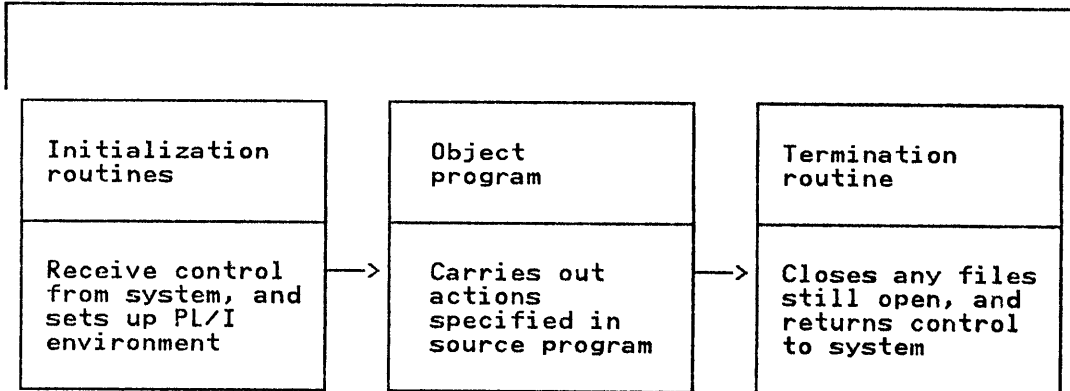 Initialization
routines
Receive control
from system, and
sets up PL/I
environment
Object
program
Carries out
actions
specified in
source program
Termination
routine
Closes any files
still open, and
returns control
to system